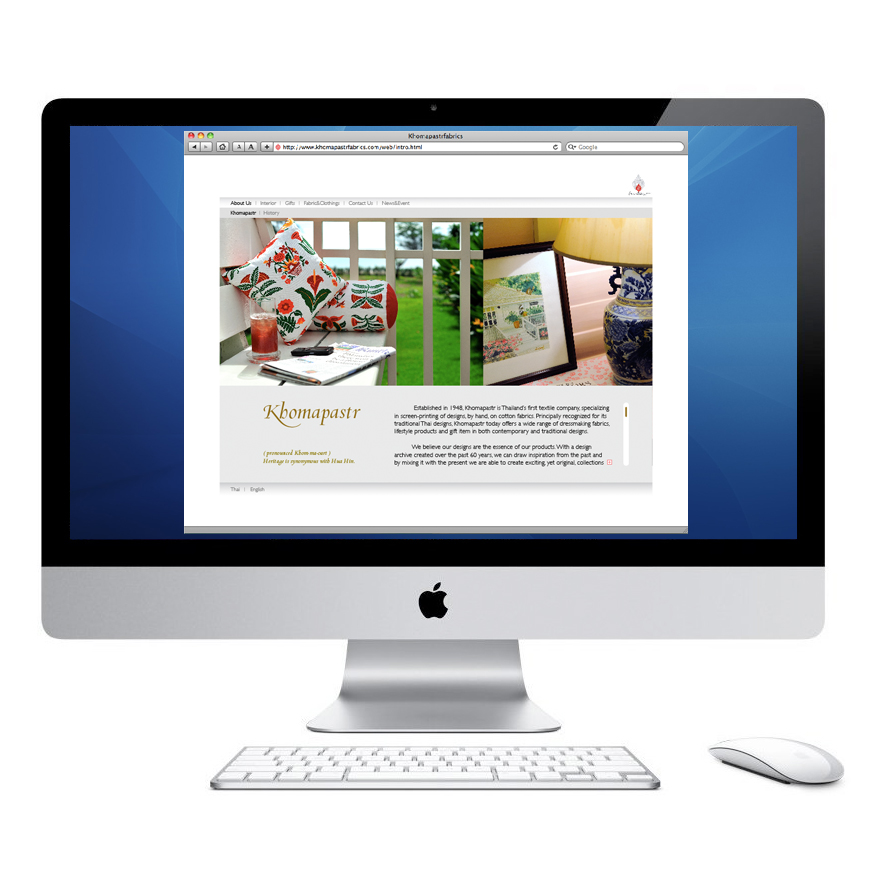 Khomapastrfabrics
A A + http://www.khomapastrfabrics.com/web/intro.html Google
About Us | Interior | Gifts | Fabric&Clothings | Contact Us | News&Event
Khomapastr | History
Khomapastr
( pronounced Khom-ma-part )
Heritage is synonymous with Hua Hin.
Established in 1948, Khomapastr is Thailand's first textile company, specializing
in screen-printing of designs, by hand, on cotton fabrics. Principally recognized for its
traditional Thai designs, Khomapastr today offers a wide range of dressmaking fabrics,
lifestyle products and gift item in both contemporary and traditional designs.
We believe our designs are the essence of our products. With a design
archive created over the past 60 years, we can draw inspiration from the past and
by mixing it with the present we are able to create exciting, yet original, collections
Thai | English